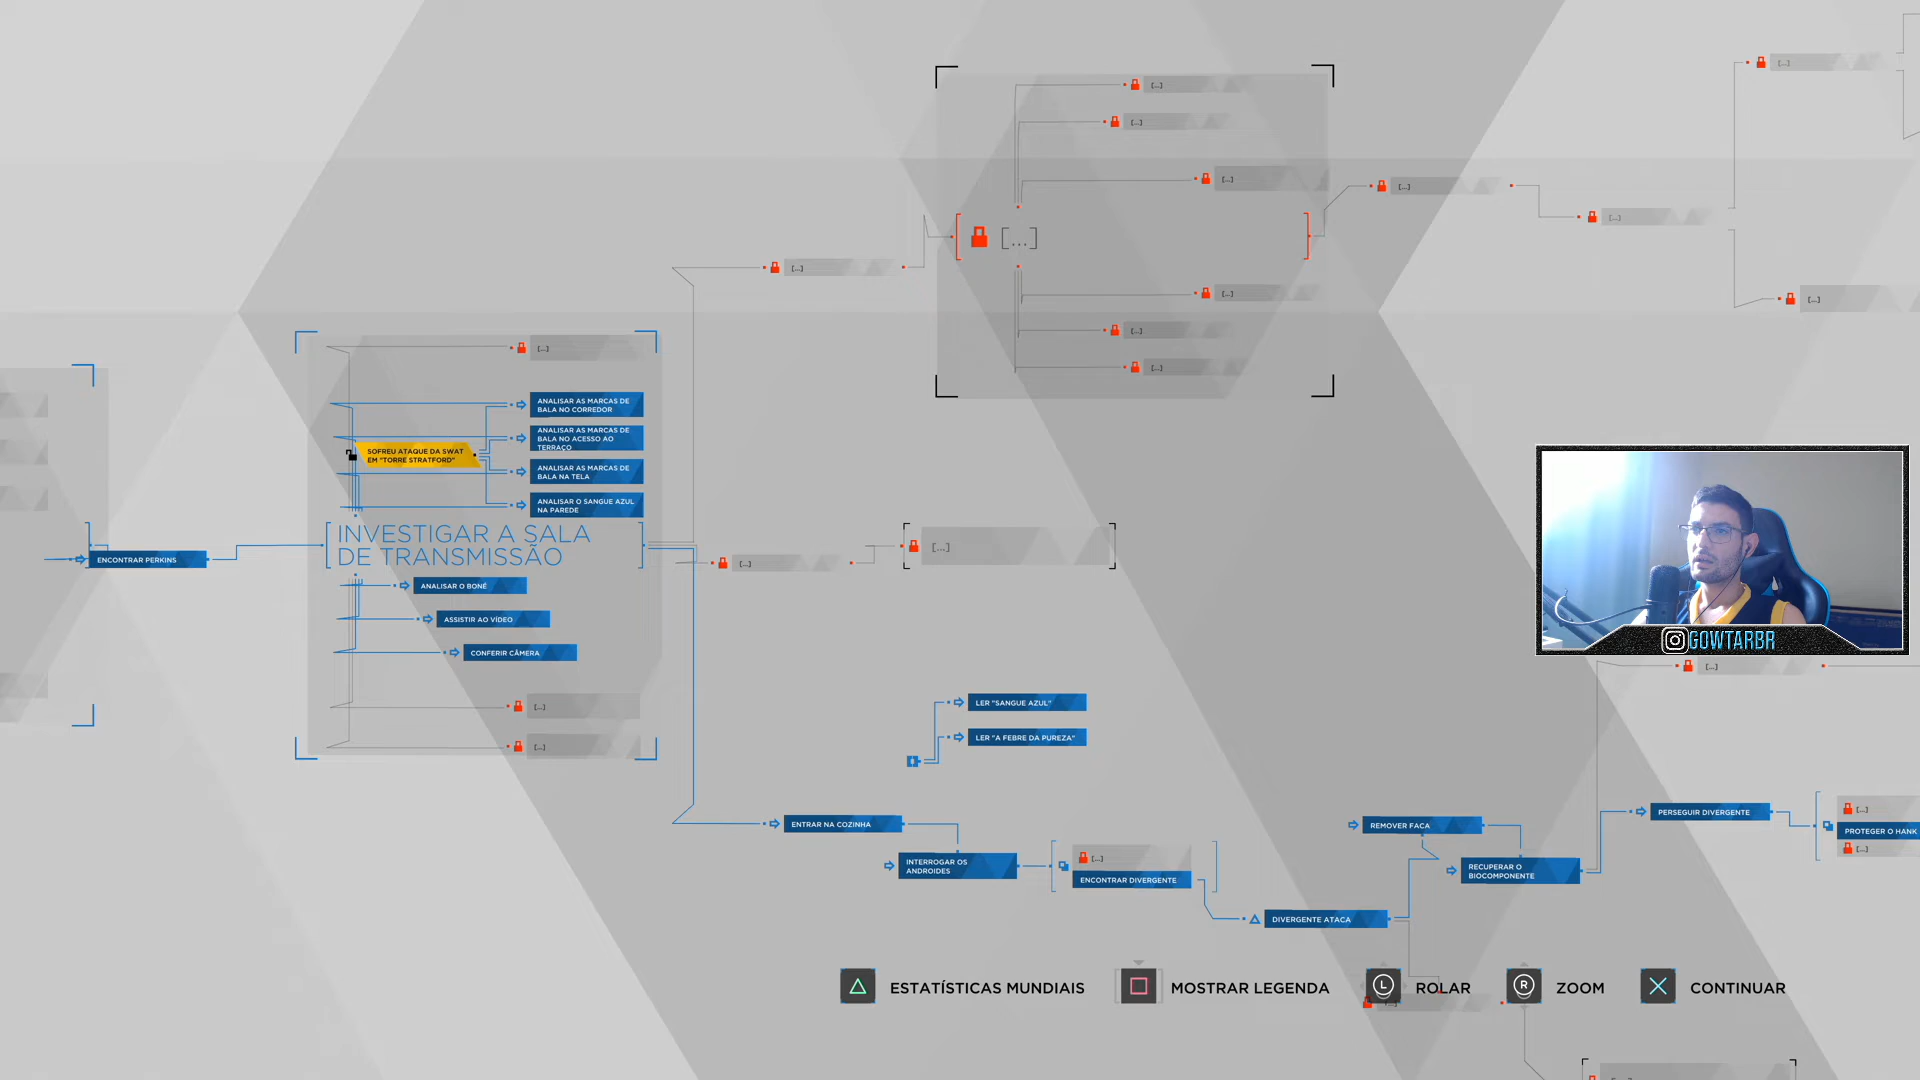 [...]
[...]
[...]
[...]
[...]
[...]
[...]
[...]
[...]
[...]
[...]
[...]
[...]
[...]
ANALISAR AS MARCAS DE
BALA NO CORREDOR
ANALISAR AS MARCAS DE
BALA NO ACESSO AO
TERRAÇO
SOFREU ATAQUE DA SWAT
EM "TORRE STRATFORD"
ANALISAR AS MARCAS DE
BALA NA TELA
ANALISAR O SANGUE AZUL
NA PAREDE
INVESTIGAR A SALA
DE TRANSMISSÃO
ENCONTRAR PERKINS
[...]
[...]
ANALISAR O BONÉ
ASSISTIR AO VÍDEO
CONFERIR CÂMERA
GOWTARBR
[...]
[...]
[...]
LER "SANGUE AZUL"
LER "A FEBRE DA PUREZA"
ENTRAR NA COZINHA
INTERROGAR OS
ANDROIDES
[...]
ENCONTRAR DIVERGENTE
DIVERGENTE ATACA
REMOVER FACA
RECUPERAR O
BIOCOMPONENTE
PERSEGUIR DIVERGENTE
[...]
PROTEGER O HANK
[...]
ESTATÍSTICAS MUNDIAIS
MOSTRAR LEGENDA
L
ROLAR
R
ZOOM
CONTINUAR
[...]